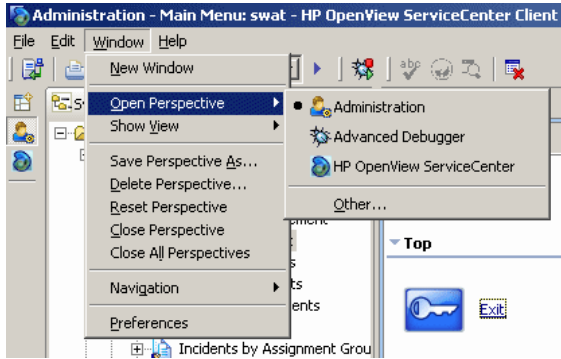 Administration - Main Menu: swat - HP OpenView ServiceCenter Client
File Edit Window Help
New Window
Open Perspective
Show View
Save Perspective As...
Delete Perspective...
Reset Perspective
Close Perspective
Close All Perspectives
Navigation
Preferences
Administration
Advanced Debugger
HP OpenView ServiceCenter
Other...
abc
Top
Exit
Incidents by Assignment Grou